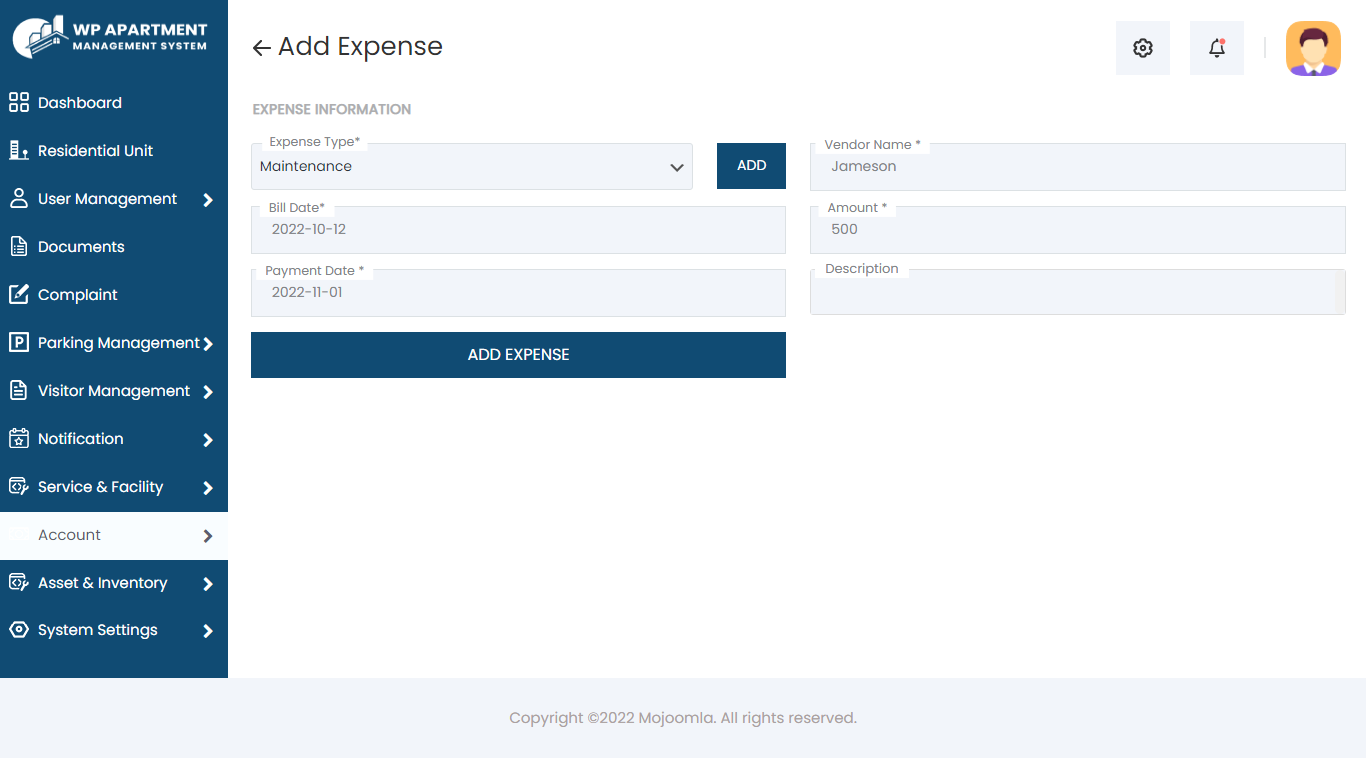 WP APARTMENT
MANAGEMENT SYSTEM
Dashboard
Residential Unit
User Management
Documents
Complaint
Parking Management
Visitor Management
Notification
Service & Facility
Account
Asset & Inventory
System Settings
Add Expense
EXPENSE INFORMATION
Expense Type*
Maintenance
ADD
Vendor Name *
Jameson
Bill Date*
2022-10-12
Amount *
500
Payment Date *
2022-11-01
Description
ADD EXPENSE
Copyright ©2022 Mojoomla. All rights reserved.